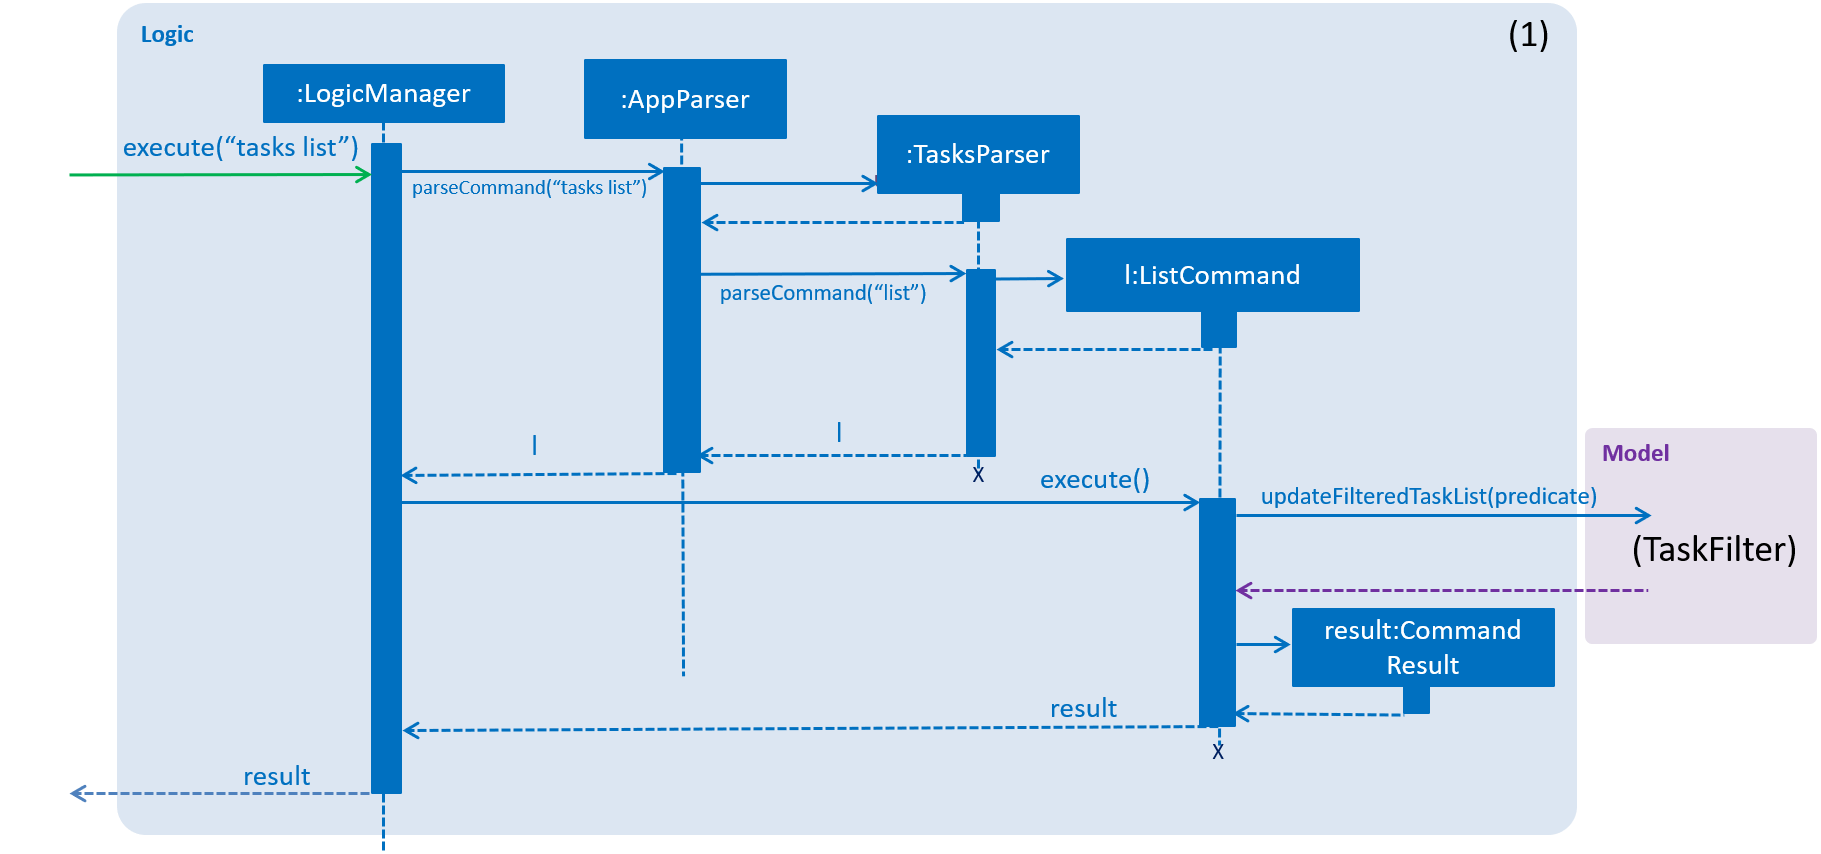 Logic
(1)
:LogicManager
:AppParser
:TasksParser
execute(“tasks list”)
parseCommand(“tasks list”)
l:ListCommand
parseCommand(“list”)
l
l
X
Model
execute()
updateFilteredTaskList(predicate)
(TaskFilter)
result:Command
Result
result
X
result